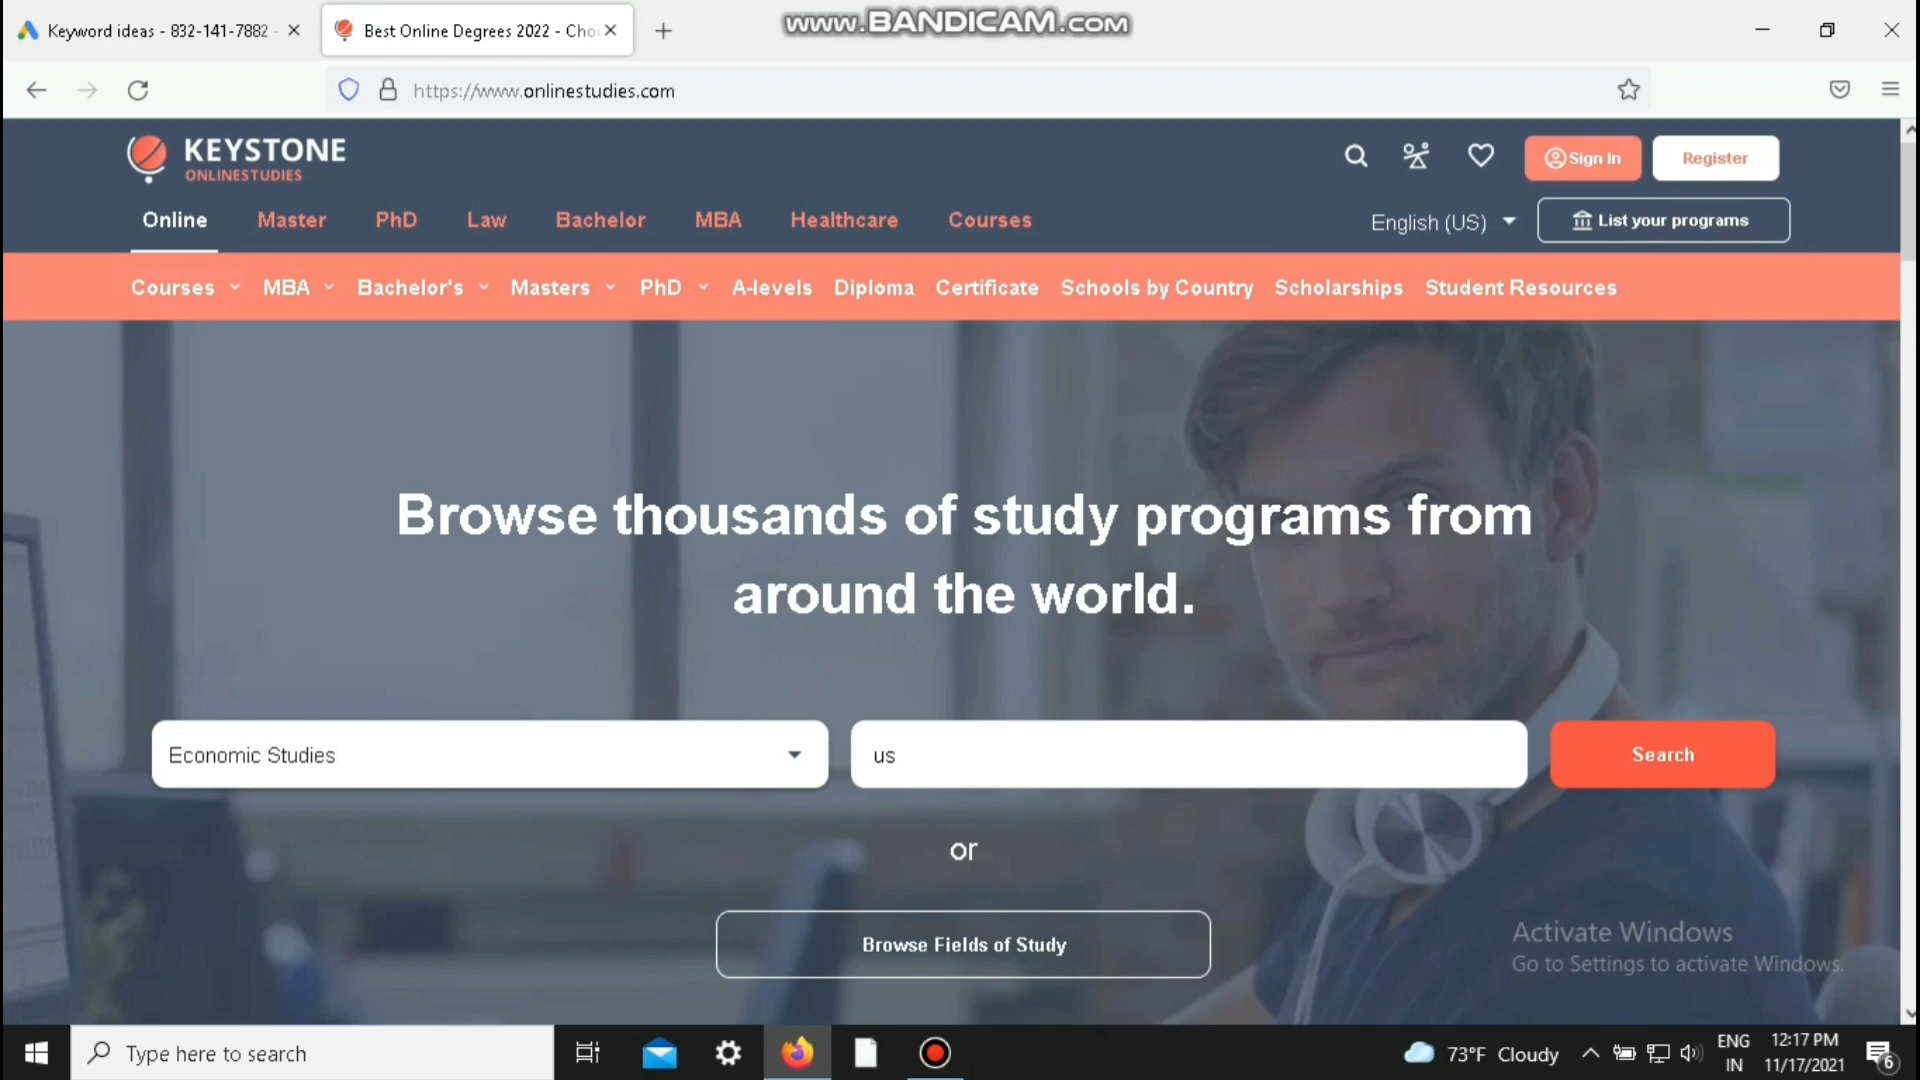 Keyword ideas - 832-141-7882 -
Best Online Degrees 2022 - Cho
www.BANDICAM.com
https://www.onlinestudies.com
KEYSTONE
ONLINESTUDIES
Sign In
Register
Online Master PhD Law Bachelor MBA Healthcare Courses
English (US)
List your programs
Courses MBA Bachelor's Masters PhD A-levels Diploma Certificate Schools by Country Scholarships Student Resources
Browse thousands of study programs from
around the world.
Economic Studies
us
Search
or
Browse Fields of Study
Activate Windows
Go to Settings to activate Windows.
Type here to search
73°F Cloudy
ENG
IN
12:17 PM
11/17/2021
6